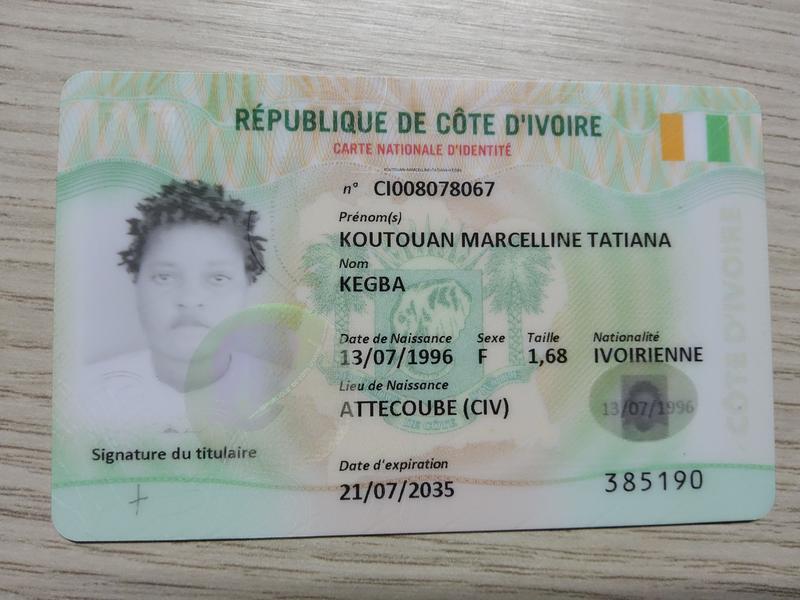 RÉPUBLIQUE DE CÔTE D'IVOIRE
CARTE NATIONALE D'IDENTITÉ
n° CI008078067
Prénom(s)
KOUTOUAN MARCELLINE TATIANA
Nom
KEGBA
Date de Naissance Sexe Taille Nationalité
13/07/1996 F 1,68 IVOIRIENNE
Lieu de Naissance
ATTECOUBE (CIV)
13/07/1996
Signature du titulaire
Date d'expiration
21/07/2035
385190
CÔTE D'IVOIRE